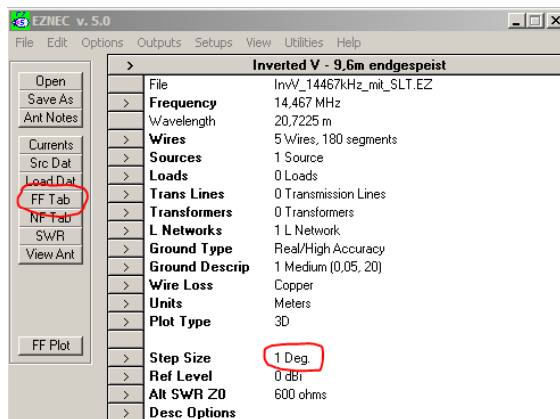 EZNEC v. 5.0
File Edit Options Outputs Setups View Utilities Help
> Inverted V - 9,6m endgespeist
Open
Save As
Ant Notes
Currents
Src Dat
Load Dat
FF Tab
NF Tab
SWR
View Ant
FF Plot
File InvV_14467kHz_mit_SLT.EZ
> Frequency 14,467 MHz
Wavelength 20,7225 m
> Wires 5 Wires, 180 segments
> Sources 1 Source
> Loads 0 Loads
> Trans Lines 0 Transmission Lines
> Transformers 0 Transformers
> L Networks 1 L Network
> Ground Type Real/High Accuracy
> Ground Descrip 1 Medium (0,05, 20)
> Wire Loss Copper
> Units Meters
> Plot Type 3D
> Step Size 1 Deg.
> Ref Level 0 dBi
> Alt SWR Z0 600 ohms
> Desc Options